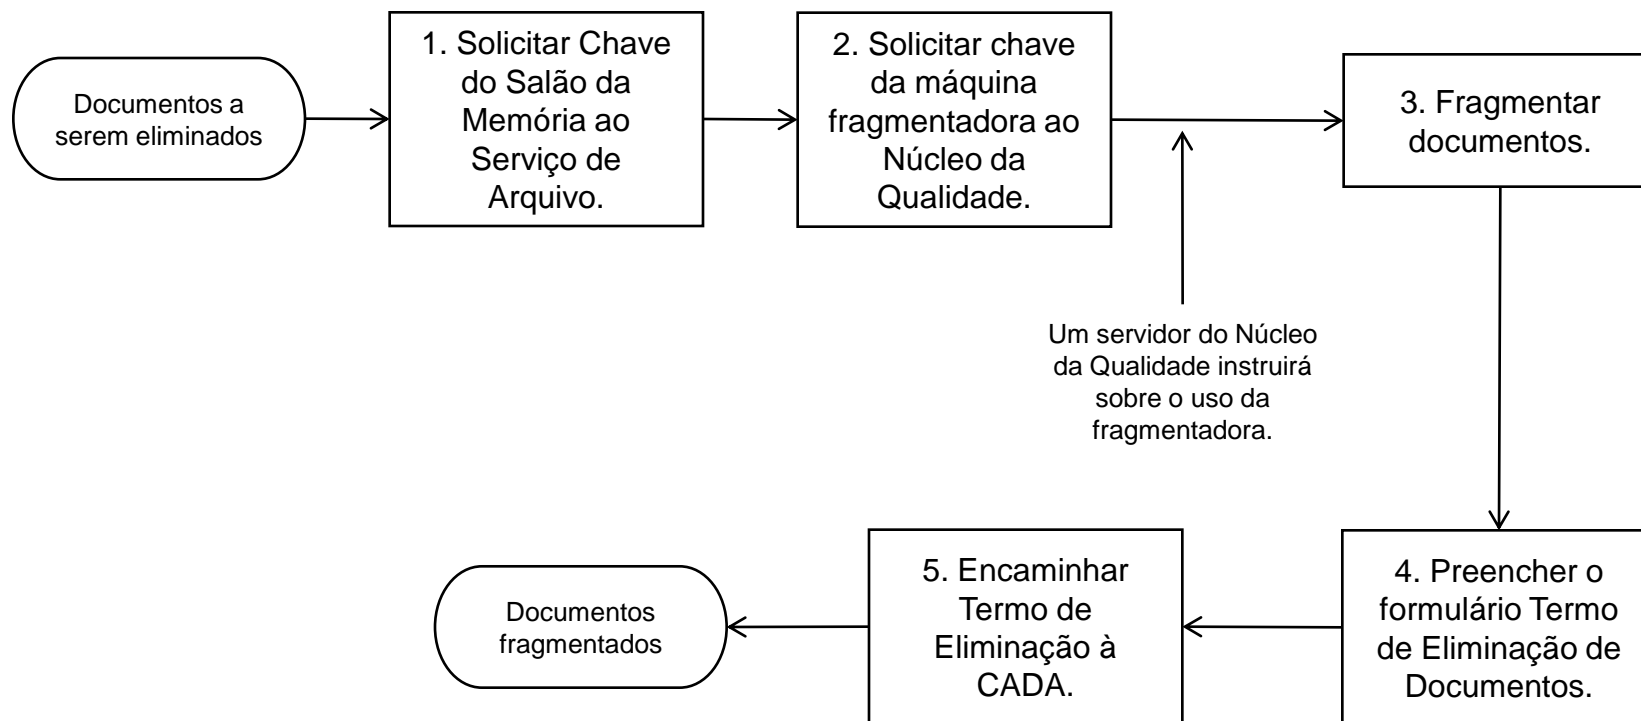 Documentos a
serem eliminados
1. Solicitar Chave
do Salão da
Memória ao
Serviço de
Arquivo.
2. Solicitar chave
da máquina
fragmentadora ao
Núcleo da
Qualidade.
3. Fragmentar
documentos.
Um servidor do Núcleo
da Qualidade instruirá
sobre o uso da
fragmentadora.
4. Preencher o
formulário Termo
de Eliminação de
Documentos.
5. Encaminhar
Termo de
Eliminação à
CADA.
Documentos
fragmentados